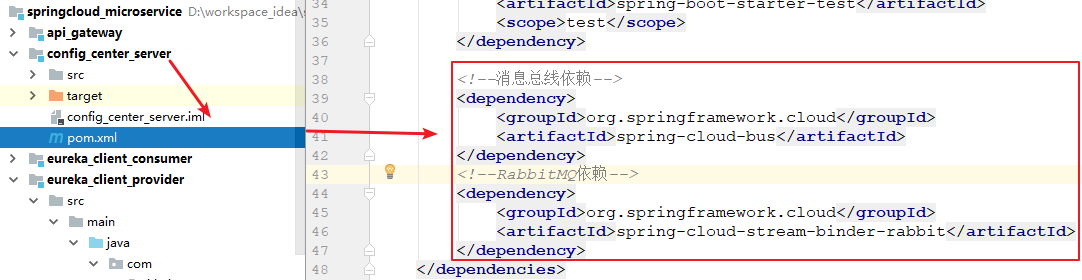 springcloud_microservice D:\workspace_idea\s
api_gateway
config_center_server
src
target
config_center_server.iml
pom.xml
eureka_client_consumer
eureka_client_provider
src
main
java
com
34 <artifactId>spring-boot-starter-test</artifactId>
35 <scope>test</scope>
36 </dependency>
37
38 <!--消息总线依赖-->
39 <dependency>
40 <groupId>org.springframework.cloud</groupId>
41 <artifactId>spring-cloud-bus</artifactId>
42 </dependency>
43 <!--RabbitMQ依赖-->
44 <dependency>
45 <groupId>org.springframework.cloud</groupId>
46 <artifactId>spring-cloud-stream-binder-rabbit</artifactId>
47 </dependency>
48 </dependencies>